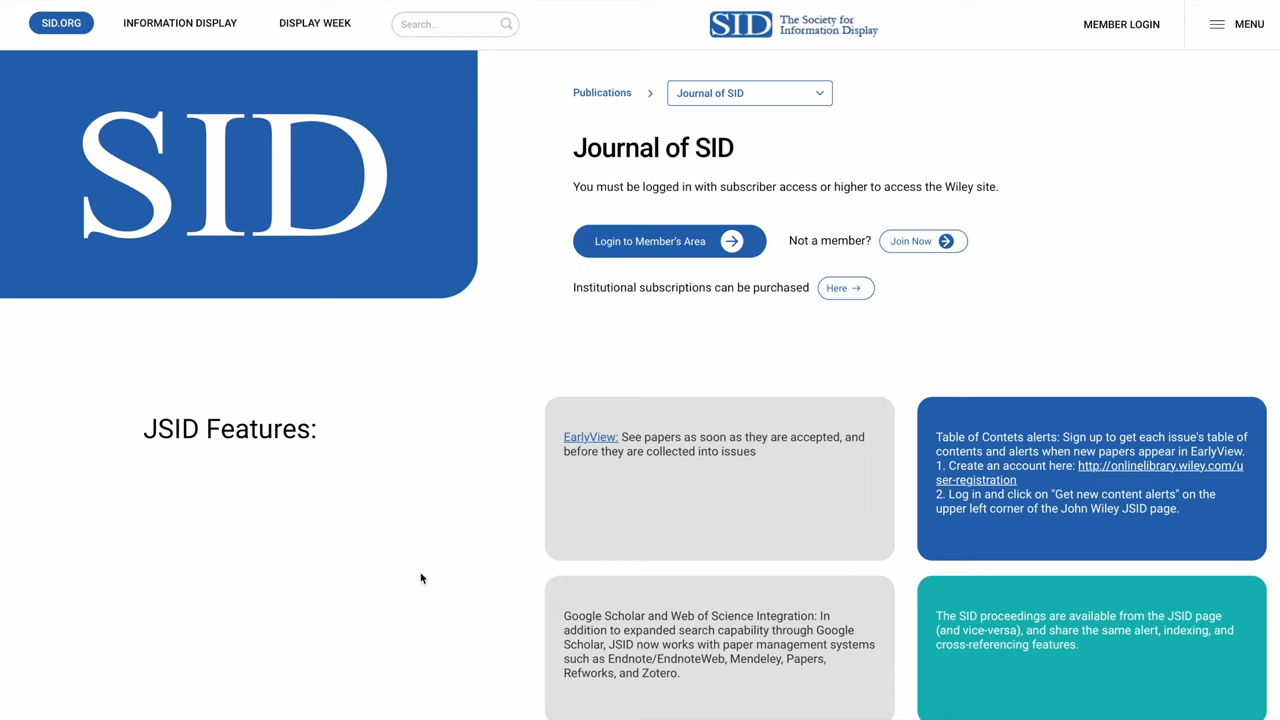 SID.ORG
INFORMATION DISPLAY
DISPLAY WEEK
Search...
SID The Society for
Information Display
MEMBER LOGIN
MENU
SID
Publications
Journal of SID
Journal of SID
You must be logged in with subscriber access or higher to access the Wiley site.
Login to Member's Area
Not a member?
Join Now
Institutional subscriptions can be purchased
Here →
JSID Features:
EarlyView: See papers as soon as they are accepted, and
before they are collected into issues
Table of Contets alerts: Sign up to get each issue's table of
contents and alerts when new papers appear in EarlyView.
1. Create an account here: http://onlinelibrary.wiley.com/u
ser-registration
2. Log in and click on "Get new content alerts" on the
upper left corner of the John Wiley JSID page.
Google Scholar and Web of Science Integration: In
addition to expanded search capability through Google
Scholar, JSID now works with paper management systems
such as Endnote/EndnoteWeb, Mendeley, Papers,
Refworks, and Zotero.
The SID proceedings are available from the JSID page
(and vice-versa), and share the same alert, indexing, and
cross-referencing features.